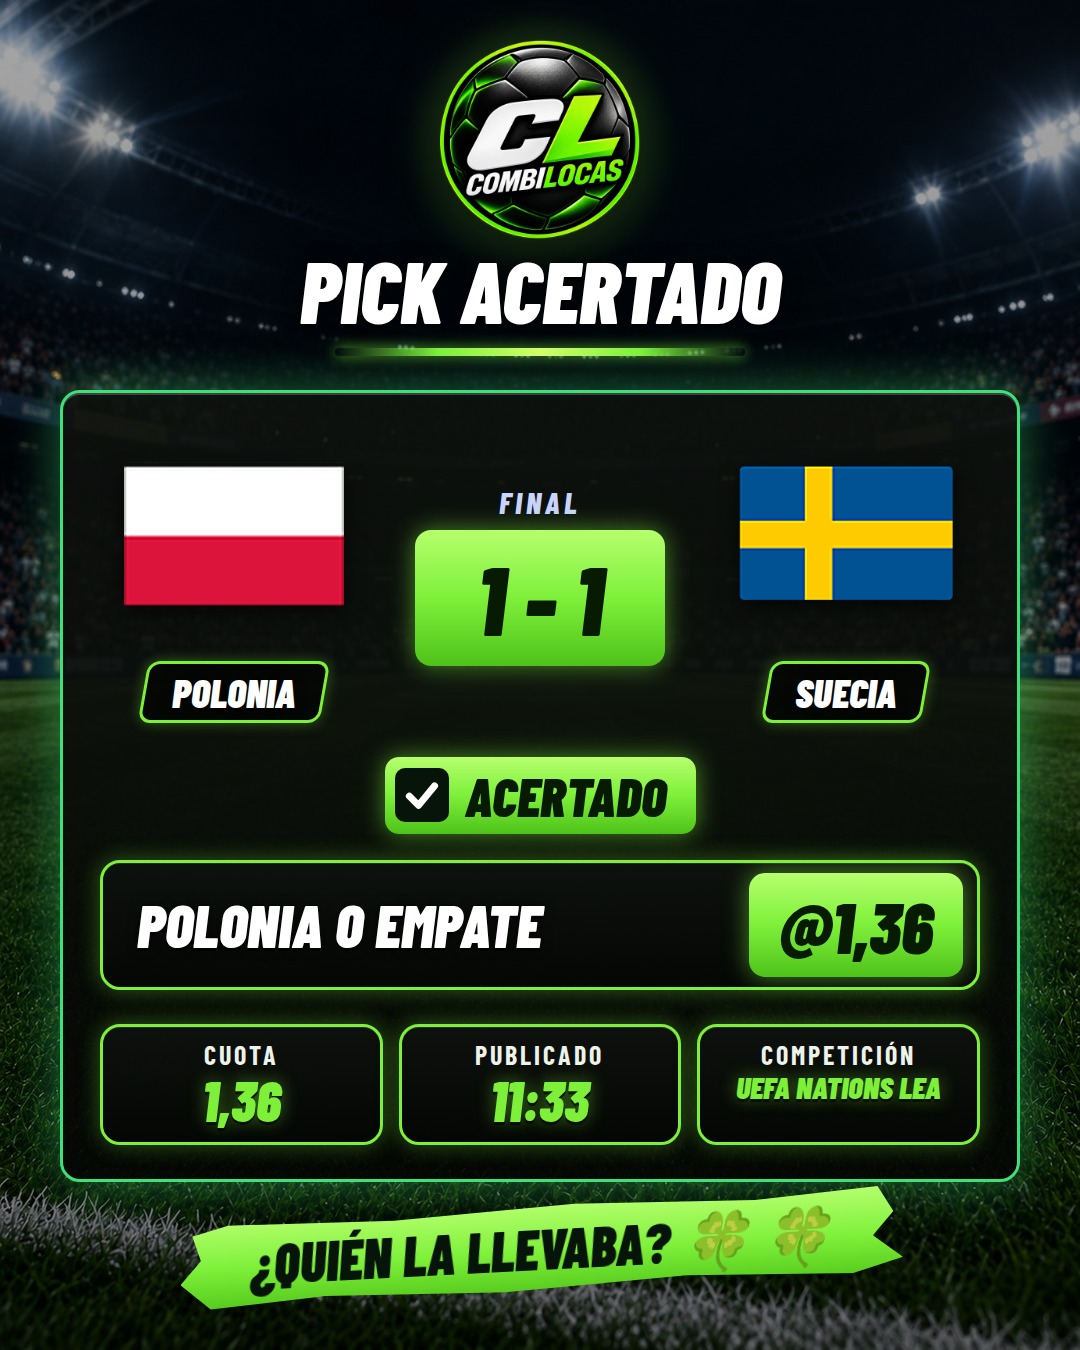 CL
COMBILOCAS
PICK ACERTADO
FINAL
1 - 1
POLONIA
SUECIA
ACERTADO
POLONIA O EMPATE
@1,36
CUOTA
1,36
PUBLICADO
11:33
COMPETICIÓN
UEFA NATIONS LEA
¿QUIÉN LA LLEVABA? 🍀 🍀